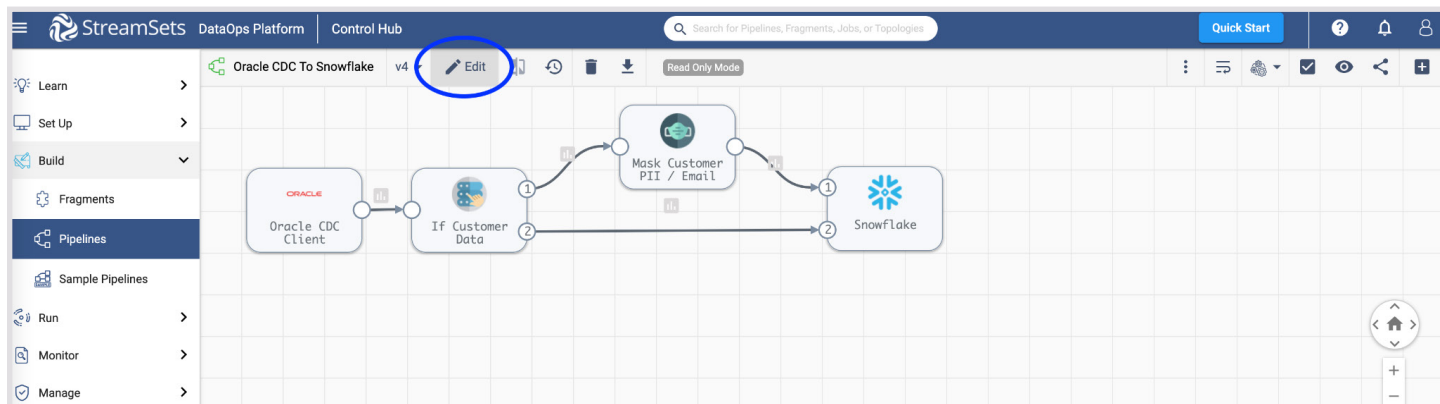 StreamSets DataOps Platform Control Hub Search for Pipelines, Fragments, Jobs, or Topologies Quick Start ?
Oracle CDC To Snowflake v4 Edit Read Only Mode
Learn
Set Up
Build
Fragments
Pipelines
Sample Pipelines
Run
Monitor
Manage
ORACLE
Oracle CDC
Client
If Customer
Data
1
2
Mask Customer
PII / Email
1
2
Snowflake